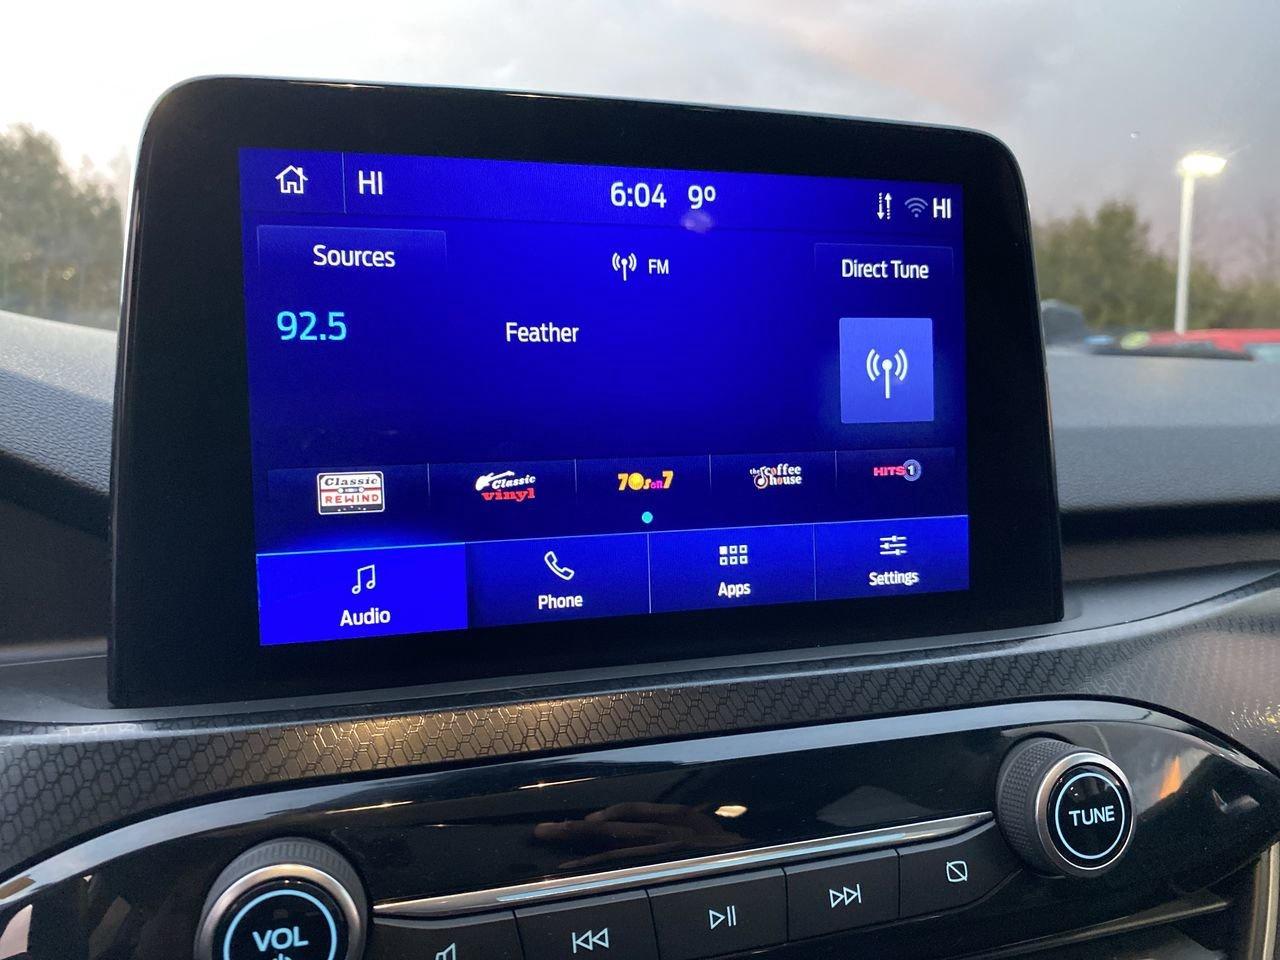 HI 6:04 9° HI
Sources FM Direct Tune
92.5 Feather
Classic
REWIND
Classic
vinyl
70s on 7
the coffee
house
HITS 1
Audio Phone Apps Settings
TUNE
VOL